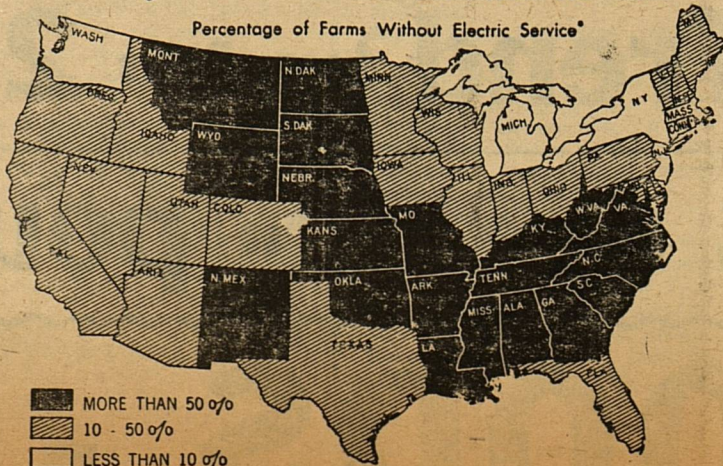 Percentage of Farms Without Electric Service*
WASH
MONT
N.DAK
MINN
ME.
OREG
IDAHO
WYO
S.DAK
WIS
MICH
N.Y
VT
MASS
CONN
NEBR.
IOWA
ILL
IND.
OHIO
PA
NEV.
UTAH
COLO
KANS
MO
KY
W.VA
VA.
CAL
ARIZ
N.MEX
OKLA
ARK
TENN
N.C.
S.C.
MISS
ALA
GA
TEXAS
LA
FLA
MORE THAN 50 o/o
10 - 50 o/o
LESS THAN 10 o/o